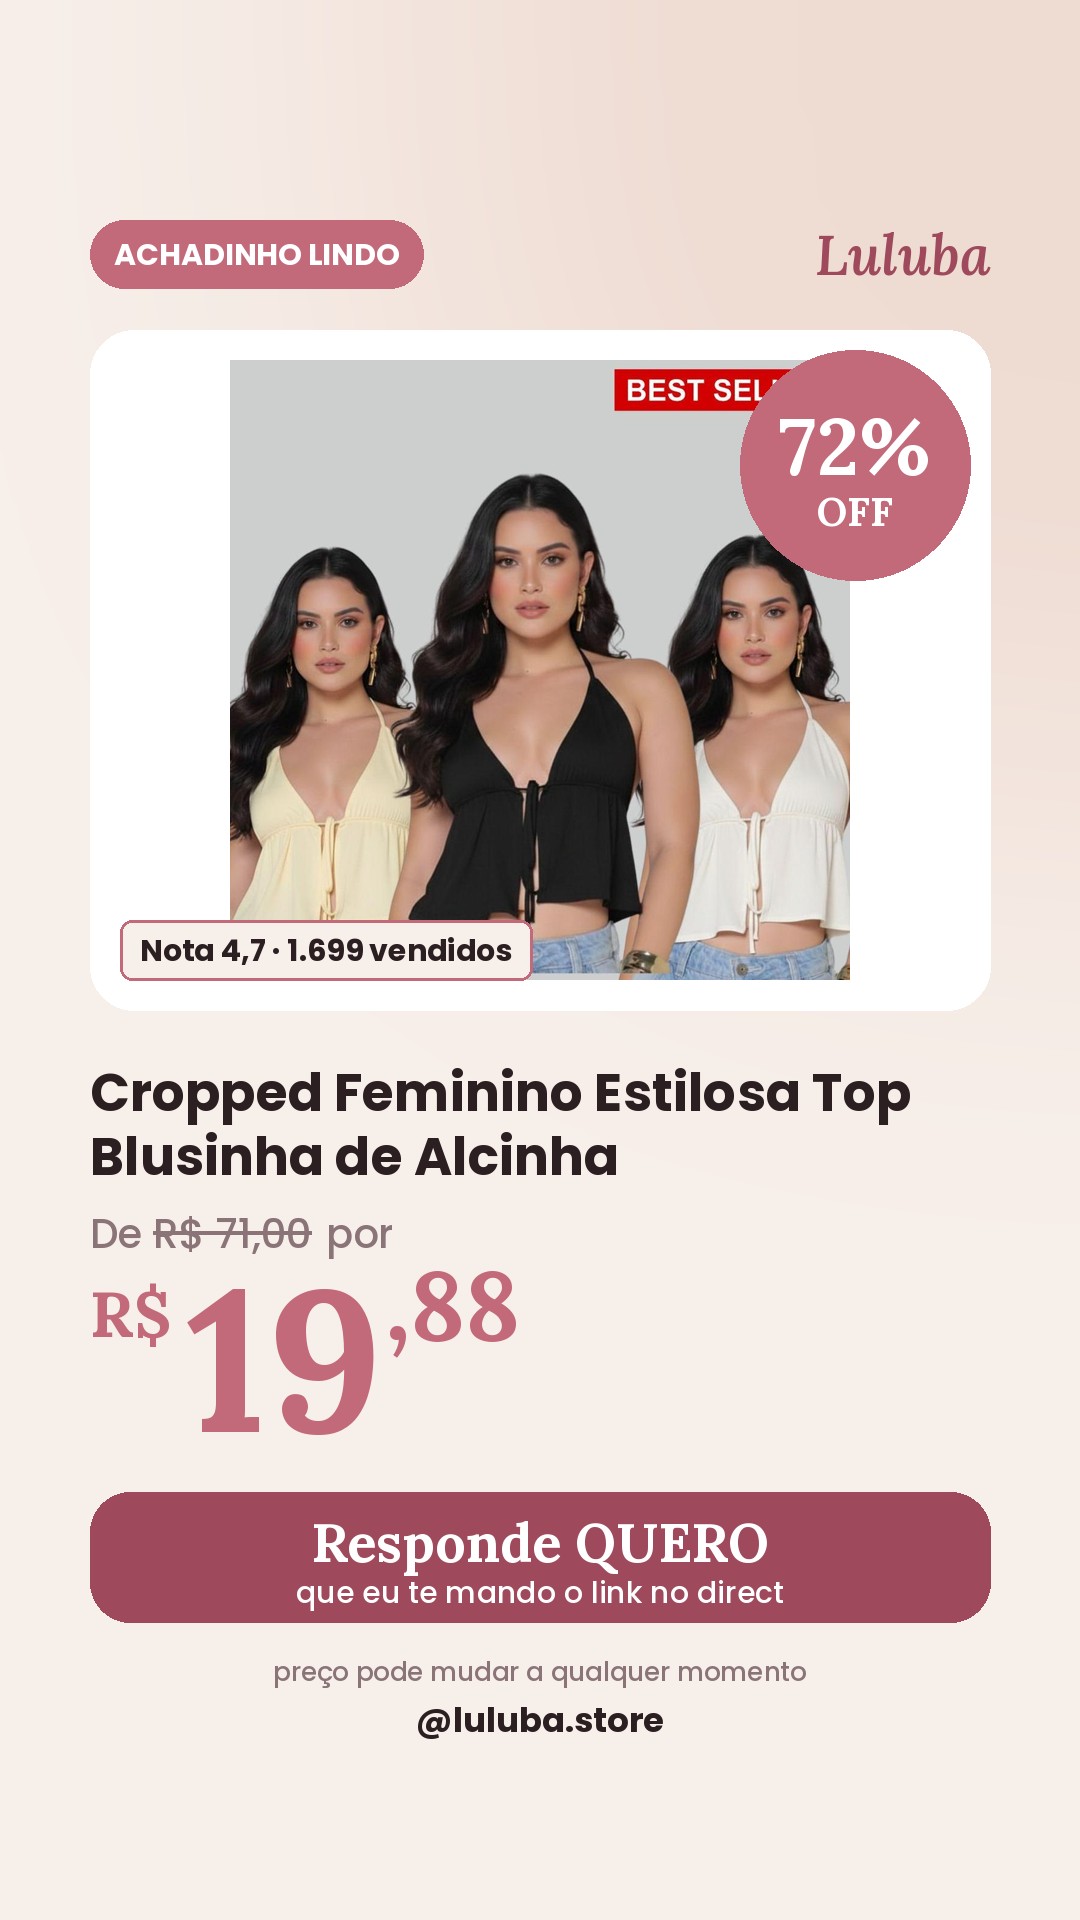 ACHADINHO LINDO
Luluba
BEST SEL
72%
OFF
Nota 4,7 · 1.699 vendidos
Cropped Feminino Estilosa Top
Blusinha de Alcinha
De R$ 71,00 por
R$ 19,88
Responde QUERO
que eu te mando o link no direct
preço pode mudar a qualquer momento
@luluba.store